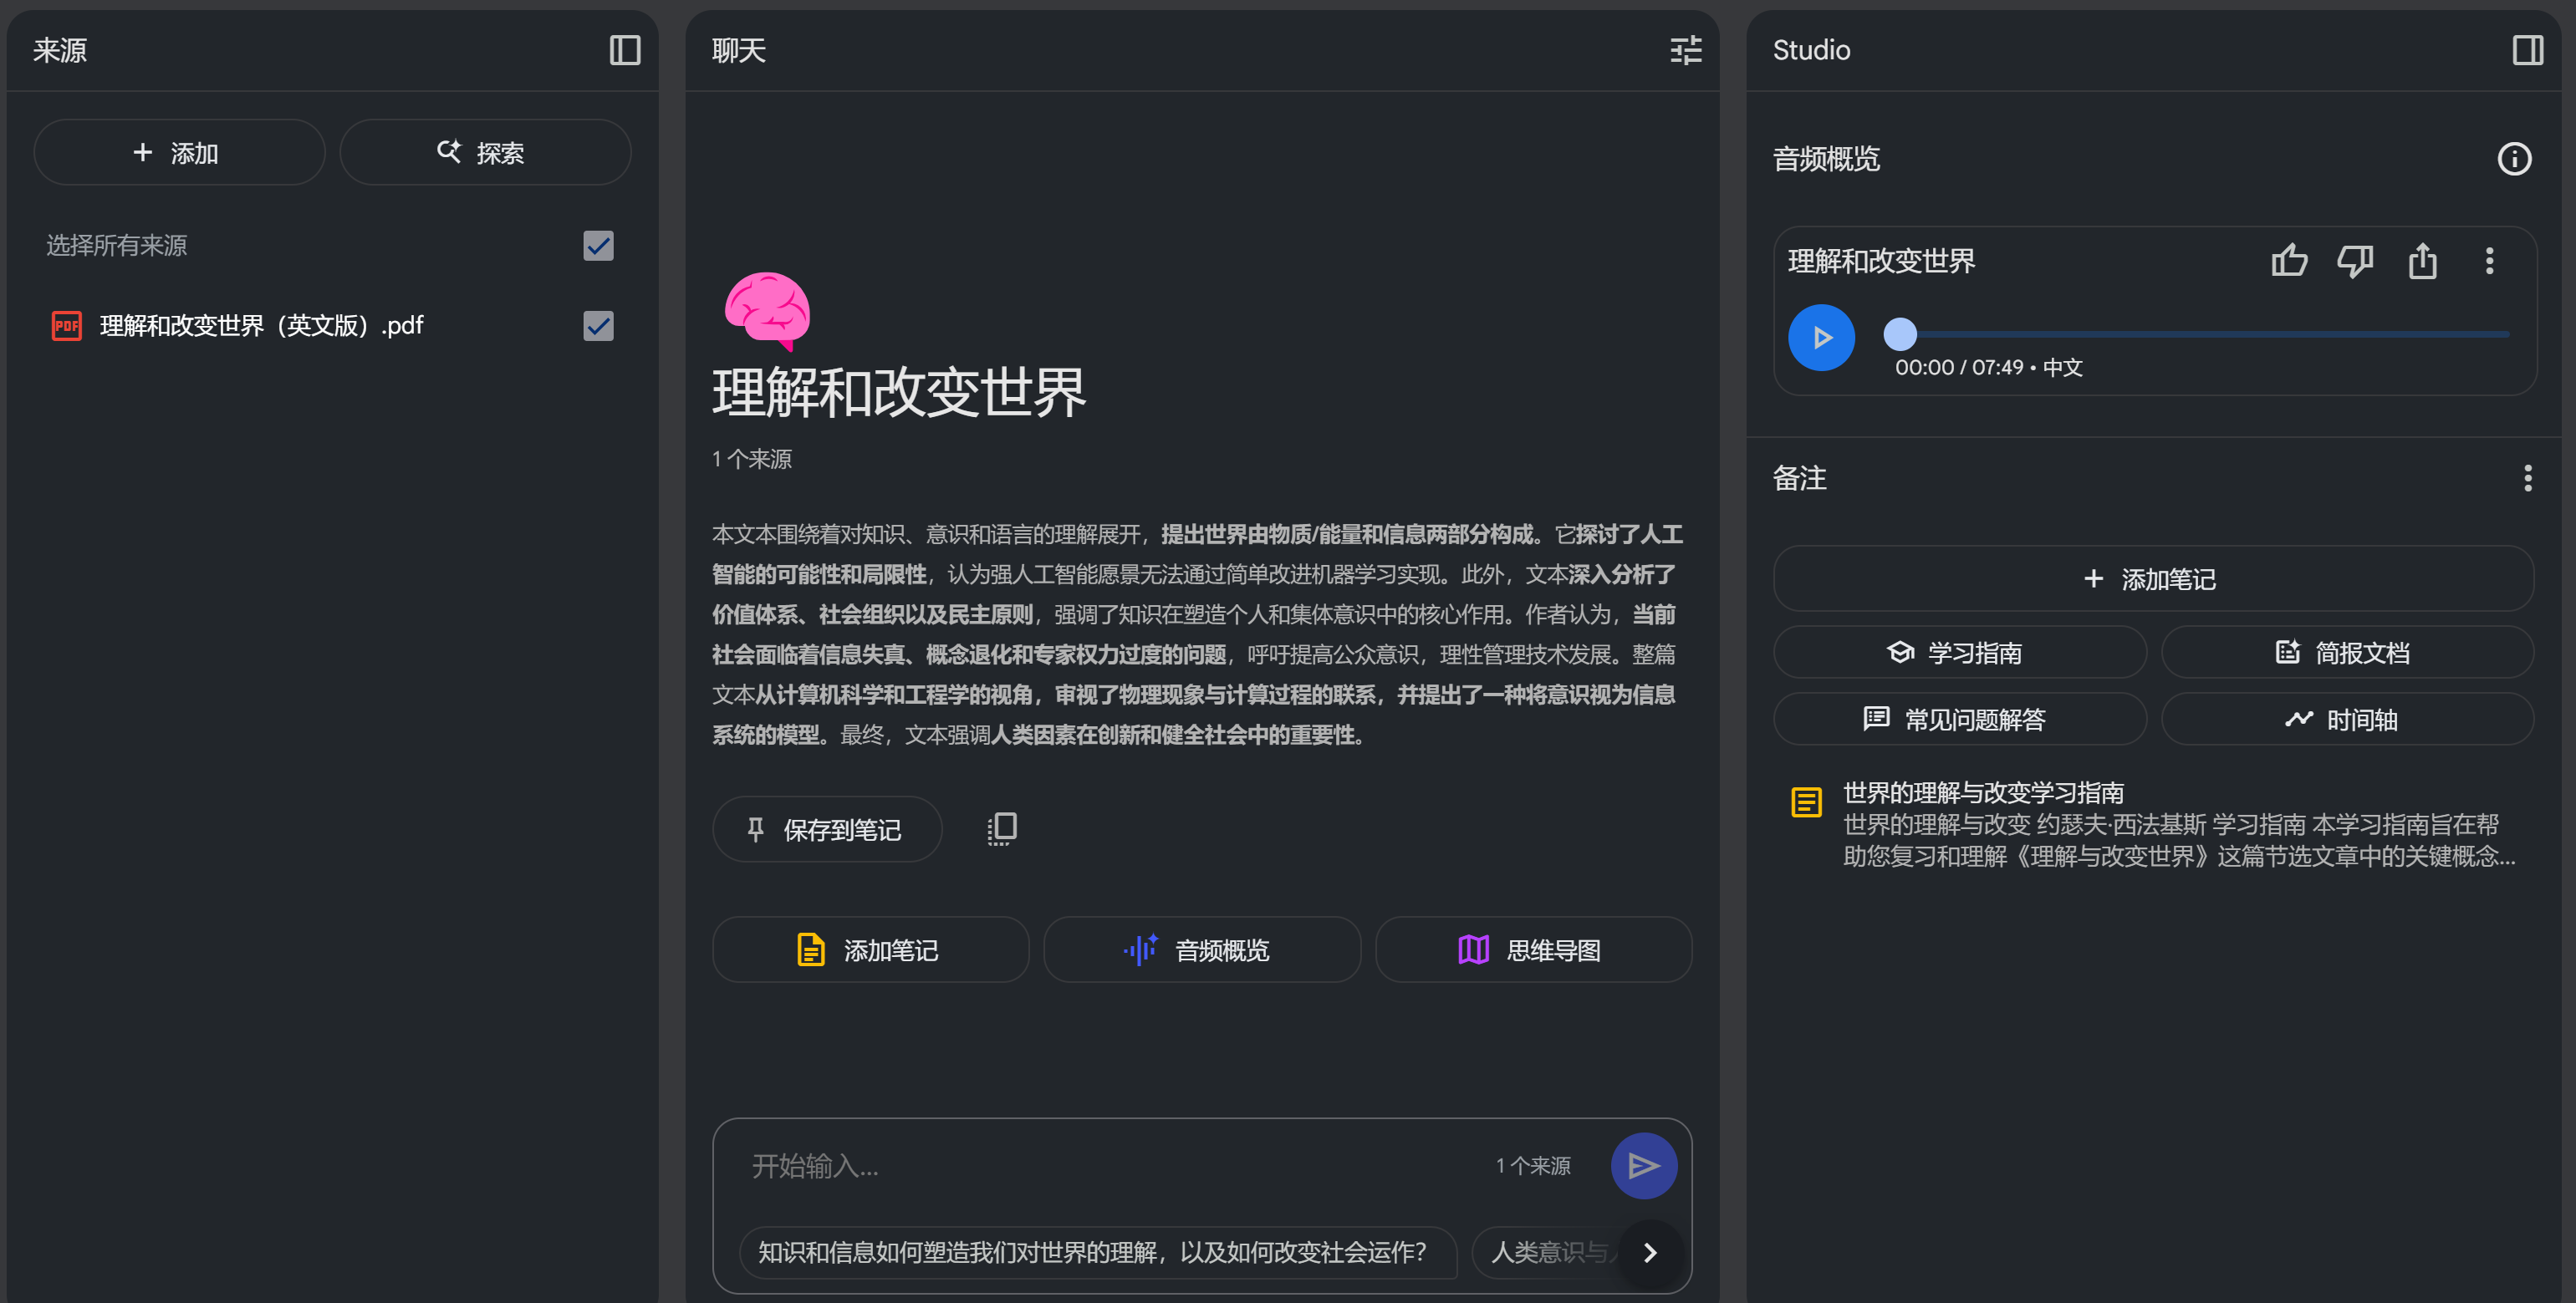 来源
添加
探索
选择所有来源
PDF 理解和改变世界（英文版）.pdf
聊天
理解和改变世界
1 个来源
本文本围绕着对知识、意识和语言的理解展开，提出世界由物质/能量和信息两部分构成。它探讨了人工
智能的可能性和局限性，认为强人工智能愿景无法通过简单改进机器学习实现。此外，文本深入分析了
价值体系、社会组织以及民主原则，强调了知识在塑造个人和集体意识中的核心作用。作者认为，当前
社会面临着信息失真、概念退化和专家权力过度的问题，呼吁提高公众意识，理性管理技术发展。整篇
文本从计算机科学和工程学的视角，审视了物理现象与计算过程的联系，并提出了一种将意识视为信息
系统的模型。最终，文本强调人类因素在创新和健全社会中的重要性。
保存到笔记
添加笔记
音频概览
思维导图
开始输入...
1 个来源
知识和信息如何塑造我们对世界的理解，以及如何改变社会运作？
人类意识与
Studio
音频概览
理解和改变世界
00:00 / 07:49 • 中文
备注
添加笔记
学习指南
简报文档
常见问题解答
时间轴
世界的理解与改变学习指南
世界的理解与改变 约瑟夫·西法基斯 学习指南 本学习指南旨在帮
助您复习和理解《理解与改变世界》这篇节选文章中的关键概念...